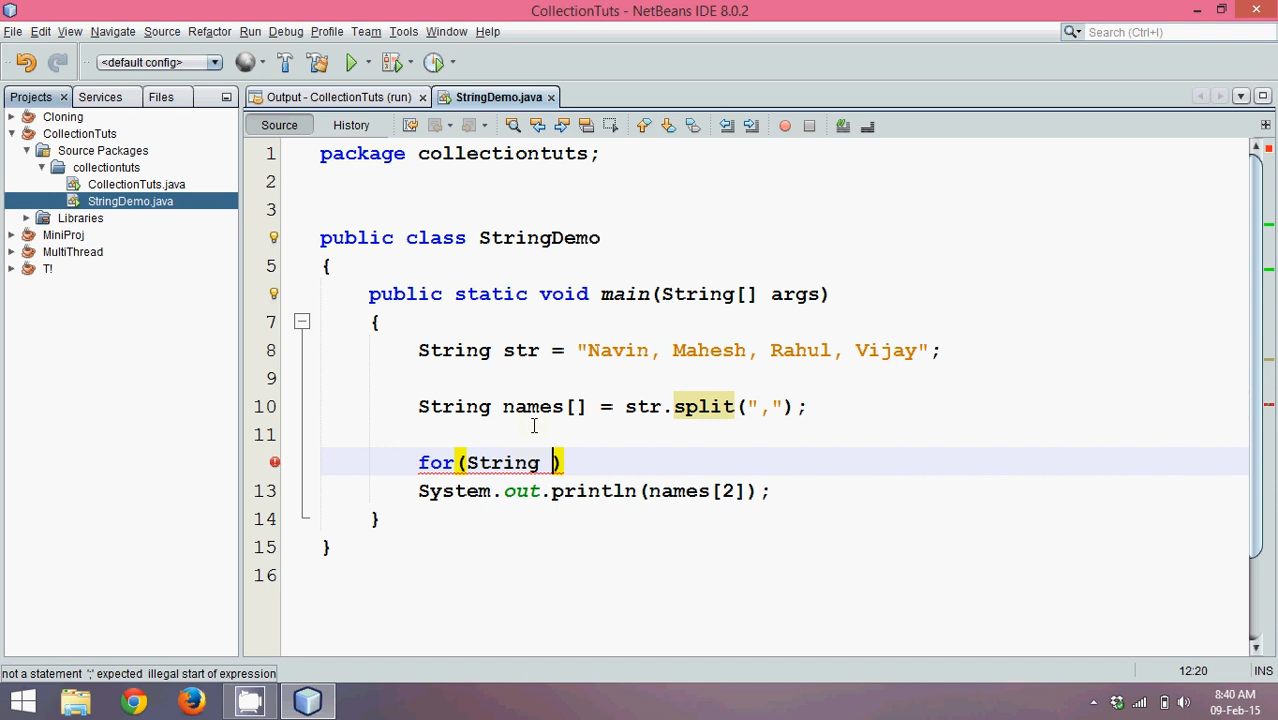 CollectionTuts - NetBeans IDE 8.0.2
File Edit View Navigate Source Refactor Run Debug Profile Team Tools Window Help
Search (Ctrl+I)
<default config>
Projects Services Files
Output - CollectionTuts (run) StringDemo.java
Source History
Cloning
CollectionTuts
Source Packages
collectiontuts
CollectionTuts.java
StringDemo.java
Libraries
MiniProj
MultiThread
T!
1 package collectiontuts;
2
3
public class StringDemo
5 {
public static void main(String[] args)
7 {
8 String str = "Navin, Mahesh, Rahul, Vijay";
9
10 String names[] = str.split(",");
11
for(String )
13 System.out.println(names[2]);
14 }
15 }
16
not a statement ';' expected illegal start of expression
12:20 INS
8:40 AM
09-Feb-15